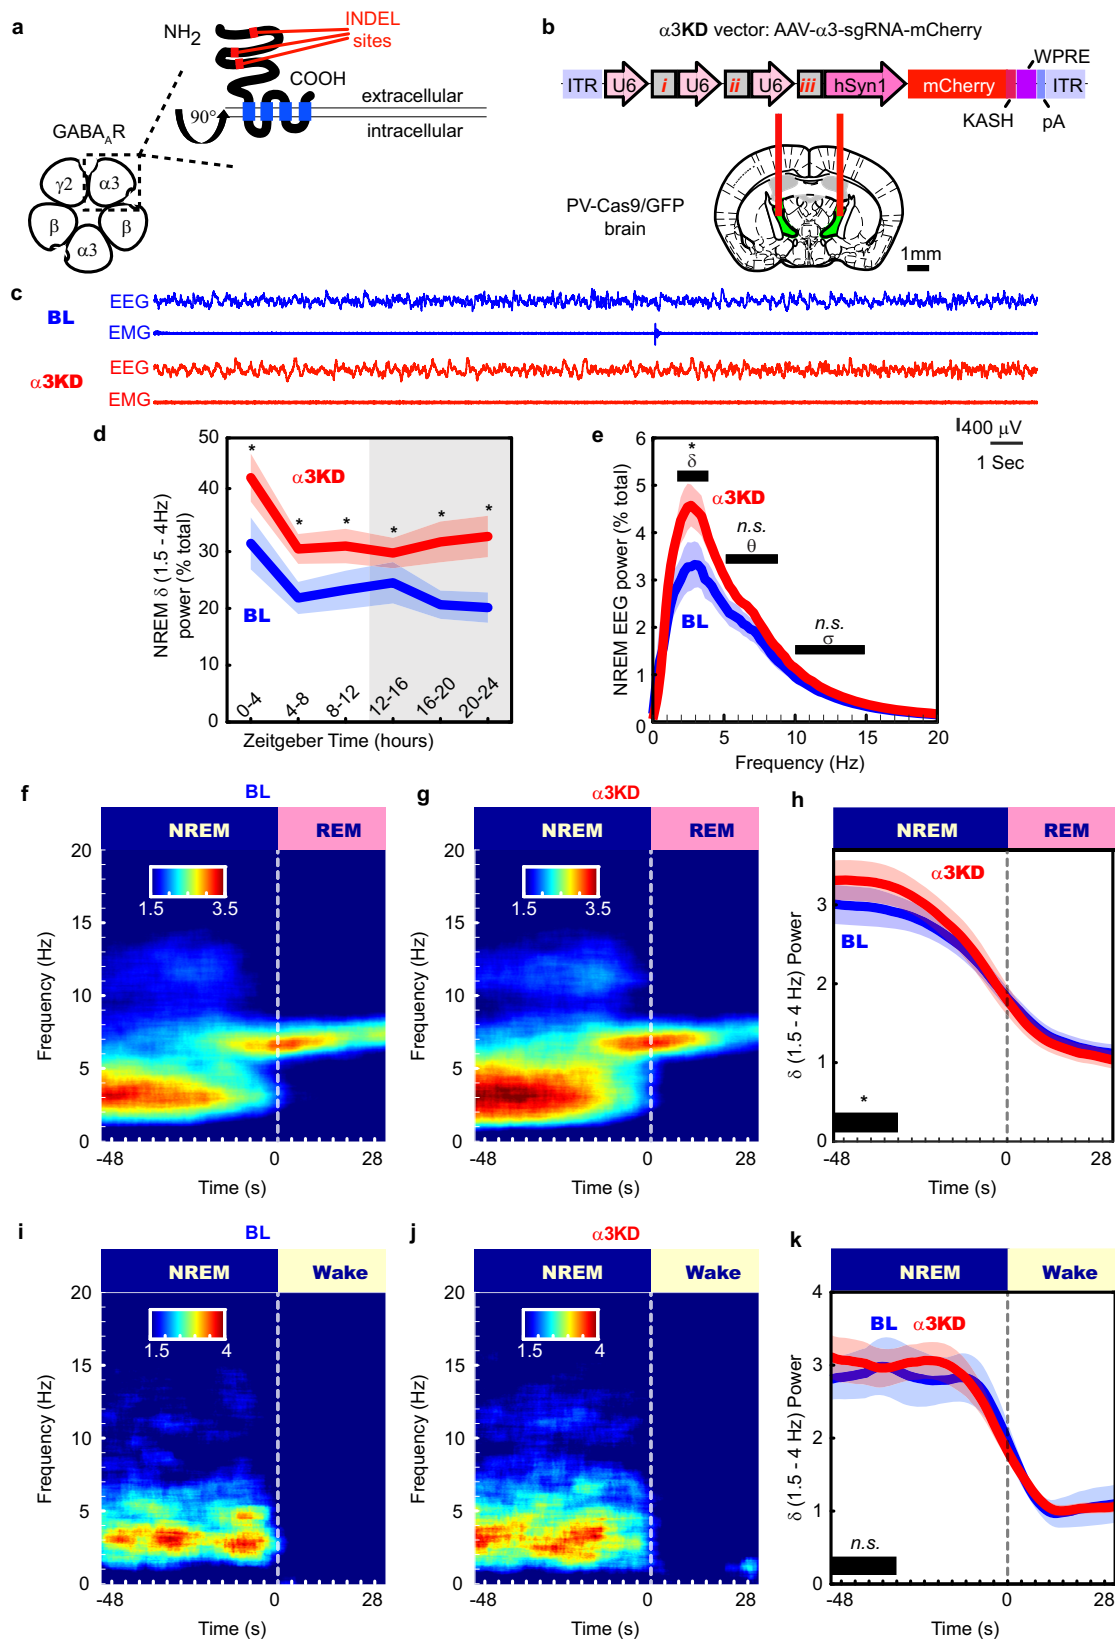 a
NH2
INDEL
sites
COOH
extracellular
intracellular
90°
GABAAR
γ2
α3
β
β
α3
b
α3KD vector: AAV-α3-sgRNA-mCherry
WPRE
ITR
U6
i
U6
ii
U6
iii
hSyn1
mCherry
ITR
KASH
pA
PV-Cas9/GFP
brain
1mm
c
BL
EEG
EMG
α3KD
EEG
EMG
400 µV
1 Sec
d
NREM δ (1.5 - 4Hz)
power (% total)
50
40
30
20
10
0
*
*
*
*
*
*
α3KD
BL
0-4
4-8
8-12
12-16
16-20
20-24
Zeitgeber Time (hours)
e
NREM EEG power (% total)
6
5
4
3
2
1
0
*
δ
α3KD
n.s.
θ
BL
n.s.
σ
0
5
10
15
20
Frequency (Hz)
f
BL
NREM
REM
1.5
3.5
Frequency (Hz)
20
15
10
5
0
-48
0
28
Time (s)
g
α3KD
NREM
REM
1.5
3.5
Frequency (Hz)
20
15
10
5
0
-48
0
28
Time (s)
h
NREM
REM
α3KD
BL
δ (1.5 - 4 Hz) Power
3
2
1
0
*
-48
0
28
Time (s)
i
BL
NREM
Wake
1.5
4
Frequency (Hz)
20
15
10
5
0
-48
0
28
Time (s)
j
α3KD
NREM
Wake
1.5
4
Frequency (Hz)
20
15
10
5
0
-48
0
28
Time (s)
k
NREM
Wake
BL α3KD
δ (1.5 - 4 Hz) Power
4
3
2
1
0
n.s.
-48
0
28
Time (s)